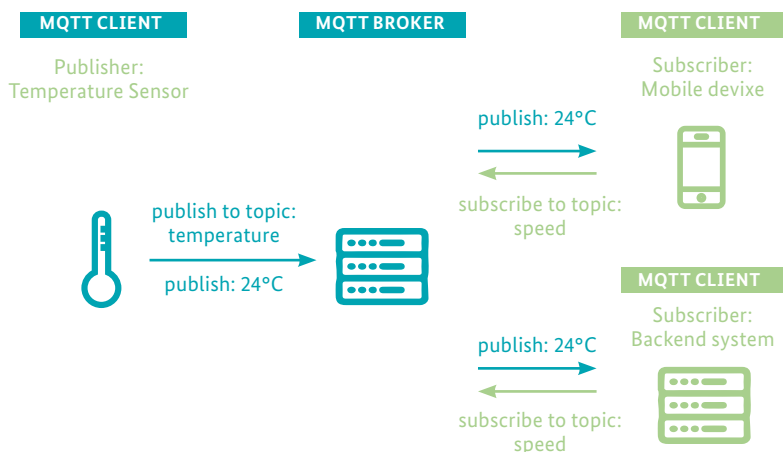 MQTT CLIENT
Publisher:
Temperature Sensor
publish to topic:
temperature
publish: 24°C
MQTT BROKER
publish: 24°C
subscribe to topic:
speed
MQTT CLIENT
Subscriber:
Mobile devixe
publish: 24°C
subscribe to topic:
speed
MQTT CLIENT
Subscriber:
Backend system